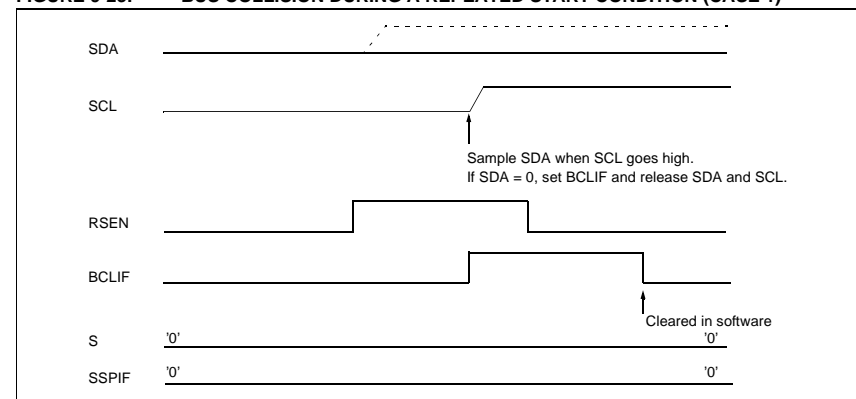 FIGURE 9-23: BUS COLLISION DURING A REPEATED START CONDITION (CASE 1)
SDA
SCL
Sample SDA when SCL goes high.
If SDA = 0, set BCLIF and release SDA and SCL.
RSEN
BCLIF
Cleared in software
S
'0'
'0'
SSPIF
'0'
'0'